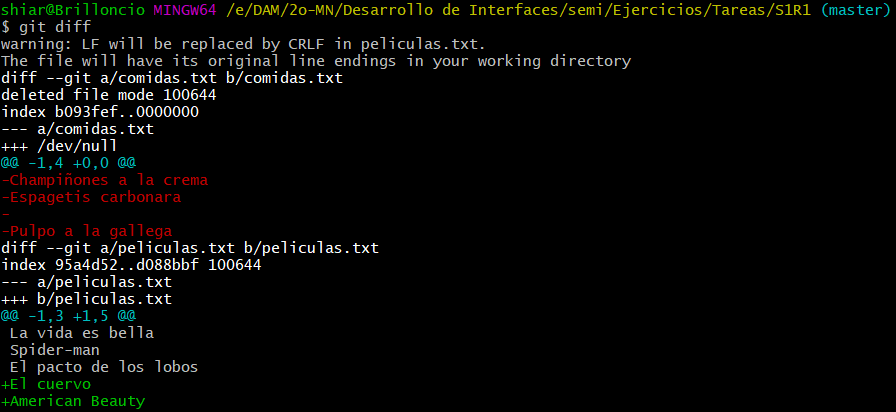 shiar@Brilloncio MINGW64 /e/DAM/2o-MN/Desarrollo de Interfaces/semi/Ejercicios/Tareas/S1R1 (master)
$ git diff
warning: LF will be replaced by CRLF in peliculas.txt.
The file will have its original line endings in your working directory
diff --git a/comidas.txt b/comidas.txt
deleted file mode 100644
index b093fef..0000000
--- a/comidas.txt
+++ /dev/null
@@ -1,4 +0,0 @@
-Champiñones a la crema
-Espagetis carbonara
-
-Pulpo a la gallega
diff --git a/peliculas.txt b/peliculas.txt
index 95a4d52..d088bbf 100644
--- a/peliculas.txt
+++ b/peliculas.txt
@@ -1,3 +1,5 @@
 La vida es bella
 Spider-man
 El pacto de los lobos
+El cuervo
+American Beauty